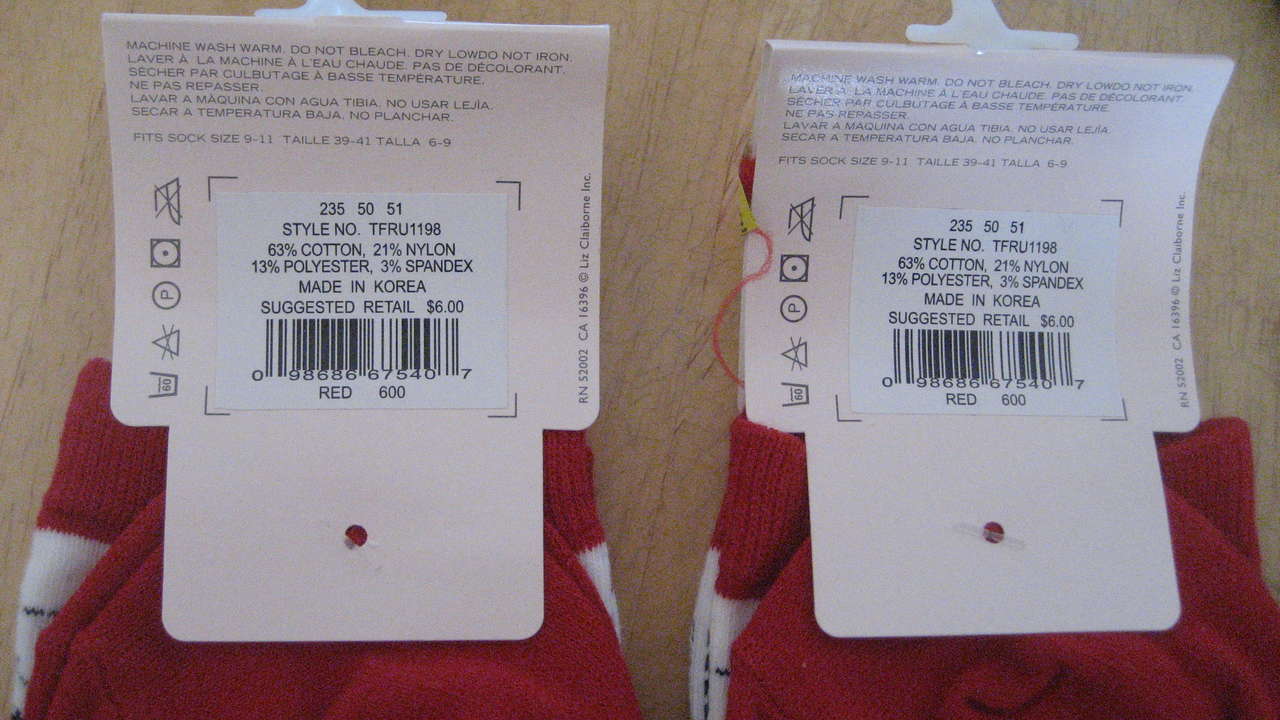 MACHINE WASH WARM. DO NOT BLEACH. DRY LOWDO NOT IRON.
LAVER À LA MACHINE À L'EAU CHAUDE. PAS DE DÉCOLORANT.
SÉCHER PAR CULBUTAGE À BASSE TEMPÉRATURE.
NE PAS REPASSER.
LAVAR A MÁQUINA CON AGUA TIBIA. NO USAR LEJÍA.
SECAR A TEMPERATURA BAJA. NO PLANCHAR.
FITS SOCK SIZE 9-11 TAILLE 39-41 TALLA 6-9
235 50 51
STYLE NO. TFRU1198
63% COTTON, 21% NYLON
13% POLYESTER, 3% SPANDEX
MADE IN KOREA
SUGGESTED RETAIL $6.00
0 98686 67540 7
RED 600
P
60
RN 52002 CA 16396 © Liz Claiborne Inc.
MACHINE WASH WARM. DO NOT BLEACH. DRY LOWDO NOT IRON.
LAVER À LA MACHINE À L'EAU CHAUDE. PAS DE DÉCOLORANT
SÉCHER PAR CULBUTAGE À BASSE TEMPÉRATURE.
NE PAS REPASSER.
LAVAR A MÁQUINA CON AGUA TIBIA. NO USAR LEJÍA.
SECAR A TEMPERATURA BAJA. NO PLANCHAR.
FITS SOCK SIZE 9-11 TAILLE 39-41 TALLA 6-9
235 50 51
STYLE NO. TFRU1198
63% COTTON, 21% NYLON
13% POLYESTER, 3% SPANDEX
MADE IN KOREA
SUGGESTED RETAIL $6.00
0 98686 67540 7
RED 600
P
60
RN 52002 CA 16396 © Liz Claiborne Inc.